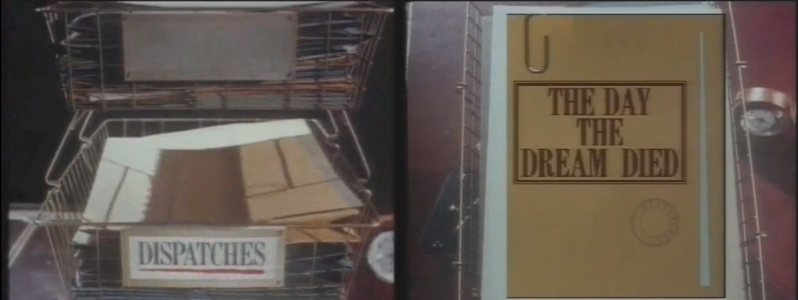 DISPATCHES
THE DAY
THE
DREAM DIED